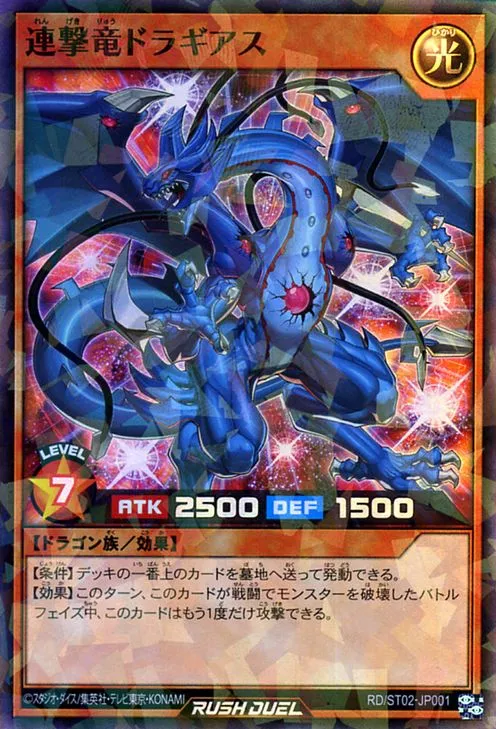 連撃竜ドラギアス
れん げき りゅう
光
ひかり
LEVEL
7
ATK 2500 DEF 1500
【ドラゴン族/効果】
【条件】デッキの一番上のカードを墓地へ送って発動できる。
【効果】このターン、このカードが戦闘でモンスターを破壊したバトル
フェイズ中、このカードはもう1度だけ攻撃できる。
©スタジオ・ダイス/集英社・テレビ東京・KONAMI
RD/ST02-JP001
RUSH DUEL